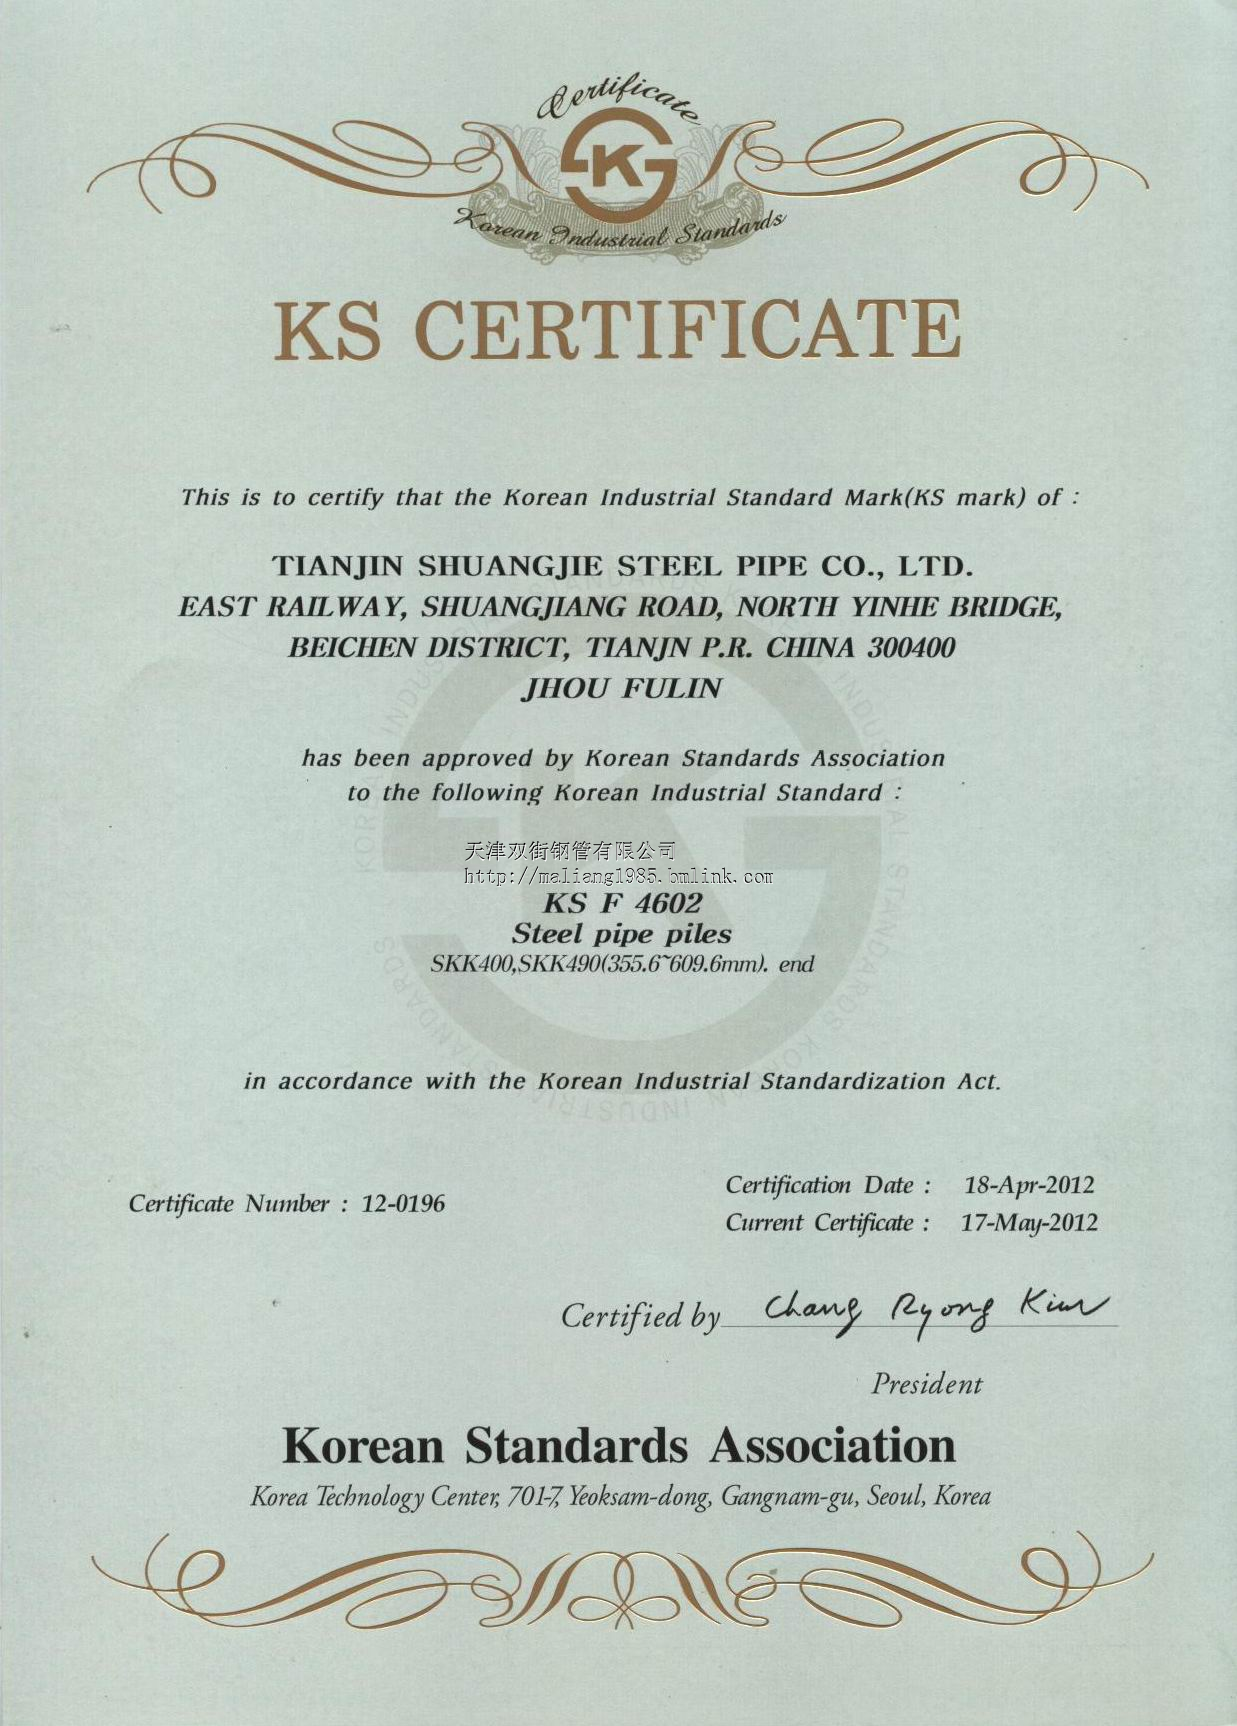 Certificate
KS
Korean Industrial Standards
KS CERTIFICATE
This is to certify that the Korean Industrial Standard Mark(KS mark) of :
TIANJIN SHUANGJIE STEEL PIPE CO., LTD.
EAST RAILWAY, SHUANGJIANG ROAD, NORTH YINHE BRIDGE,
BEICHEN DISTRICT, TIANJN P.R. CHINA 300400
JHOU FULIN
has been approved by Korean Standards Association
to the following Korean Industrial Standard :
天津双街钢管有限公司
http://maliang1985.bmlink.com
KS F 4602
Steel pipe piles
SKK400,SKK490(355.6~609.6mm). end
in accordance with the Korean Industrial Standardization Act.
Certificate Number : 12-0196
Certification Date : 18-Apr-2012
Current Certificate : 17-May-2012
Certified by Chang Ryong Kim
President
Korean Standards Association
Korea Technology Center, 701-7, Yeoksam-dong, Gangnam-gu, Seoul, Korea